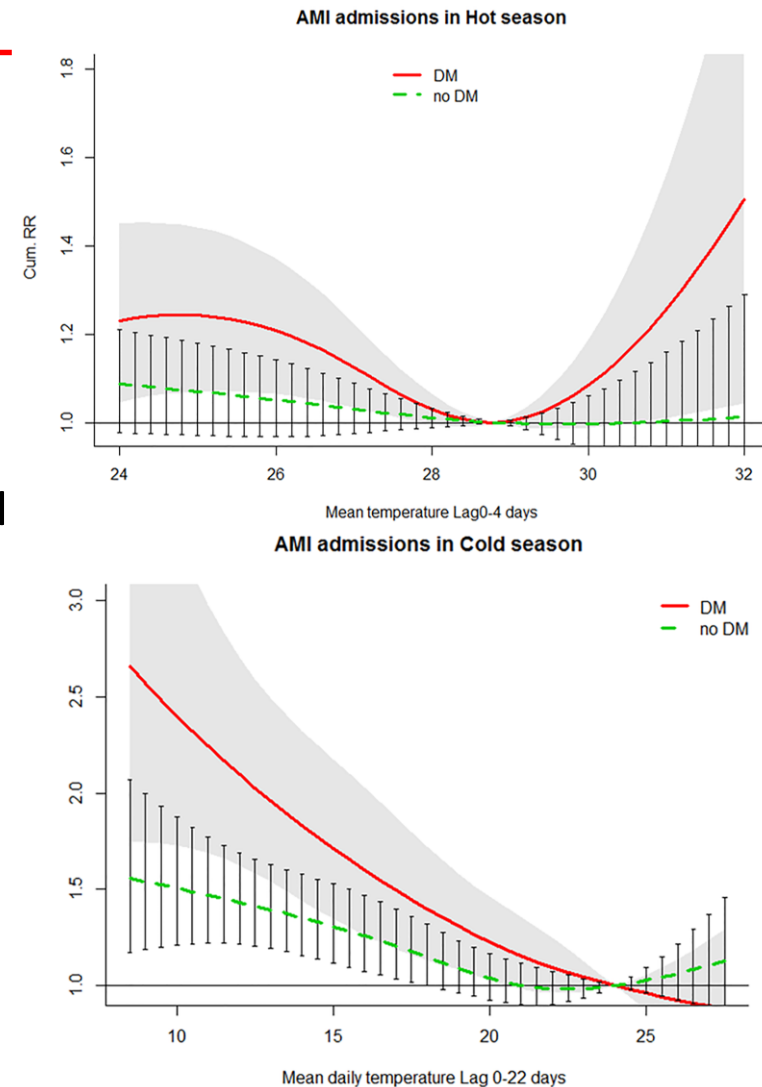 AMI admissions in Hot season
1.8
1.6
1.4
1.2
1.0
Cum. RR
DM
no DM
24 26 28 30 32
Mean temperature Lag0-4 days
AMI admissions in Cold season
3.0
2.5
2.0
1.5
1.0
DM
no DM
10 15 20 25
Mean daily temperature Lag 0-22 days